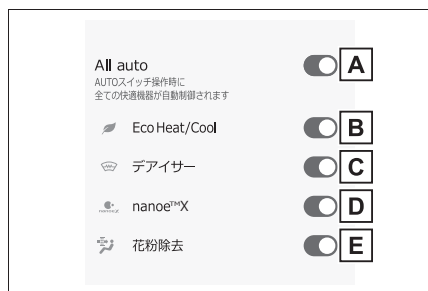 All auto
A
AUTOスイッチ操作時に
全ての快適機器が自動制御されます
Eco Heat/Cool
B
デアイサー
C
nanoe™X
D
花粉除去
E